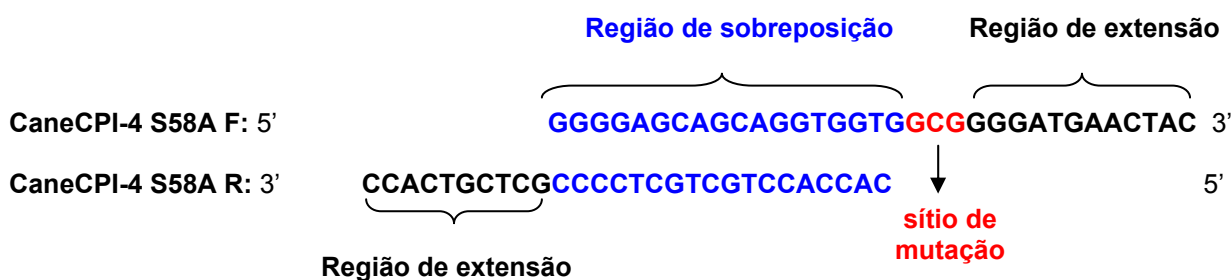 Região de sobreposição Região de extensão
CaneCPI-4 S58A F: 5’ GGGGAGCAGCAGGTGGTGGCGGGGATGAACTAC 3’
CaneCPI-4 S58A R: 3’ CCACTGCTCGCCCCTCGTCGTCCACCAC 5’
sítio de
mutação
Região de extensão